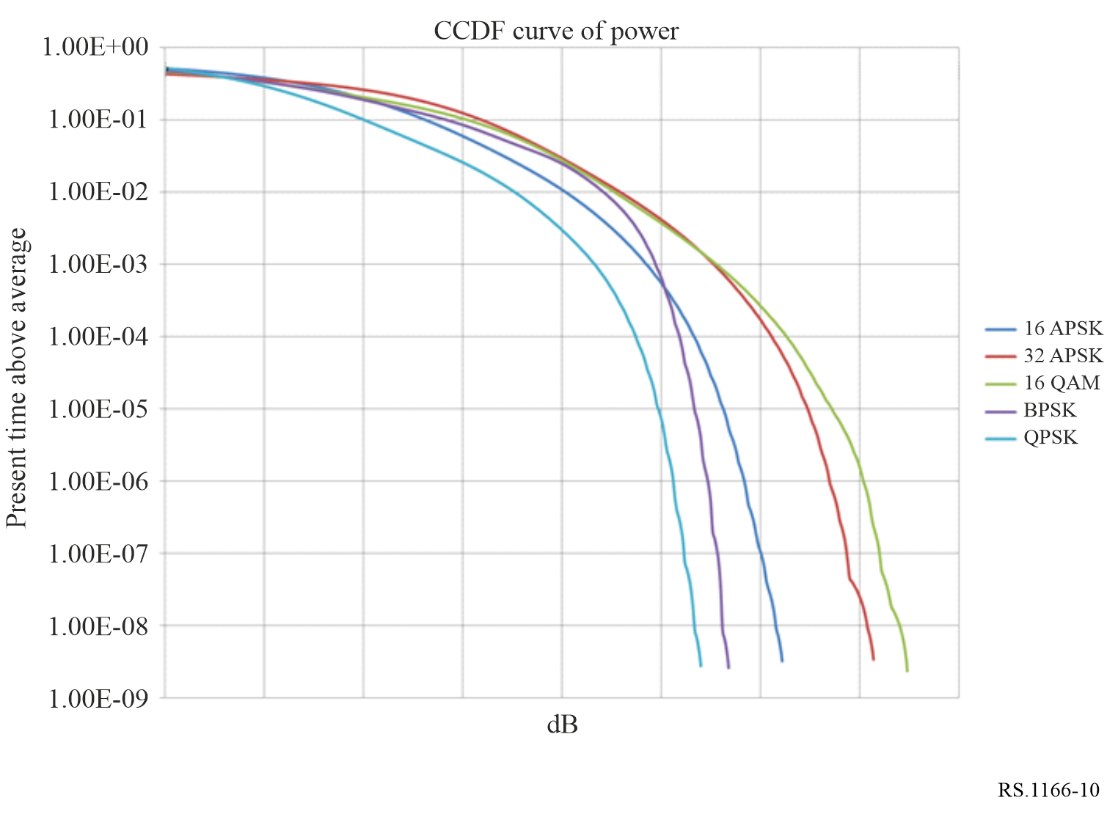 CCDF curve of power
1.00E+00
1.00E-01
1.00E-02
1.00E-03
1.00E-04
1.00E-05
1.00E-06
1.00E-07
1.00E-08
1.00E-09
Present time above average
dB
16 APSK
32 APSK
16 QAM
BPSK
QPSK
RS.1166-10